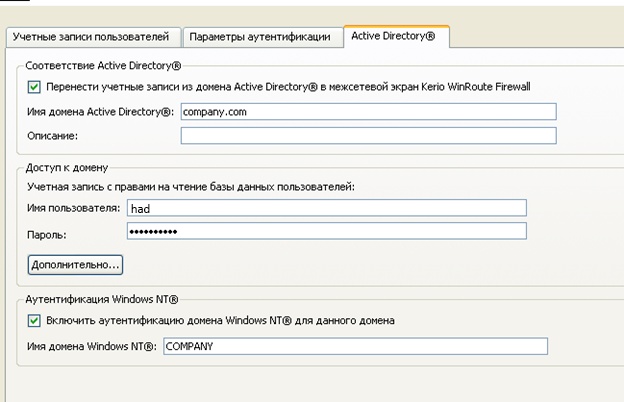 Учетные записи пользователей Параметры аутентификации Active Directory®
Соответствие Active Directory®
Перенести учетные записи из домена Active Directory® в межсетевой экран Kerio WinRoute Firewall
Имя домена Active Directory®: company.com
Описание:
Доступ к домену
Учетная запись с правами на чтение базы данных пользователей:
Имя пользователя: had
Пароль: ••••••••••
Дополнительно...
Аутентификация Windows NT®
Включить аутентификацию домена Windows NT® для данного домена
Имя домена Windows NT®: COMPANY